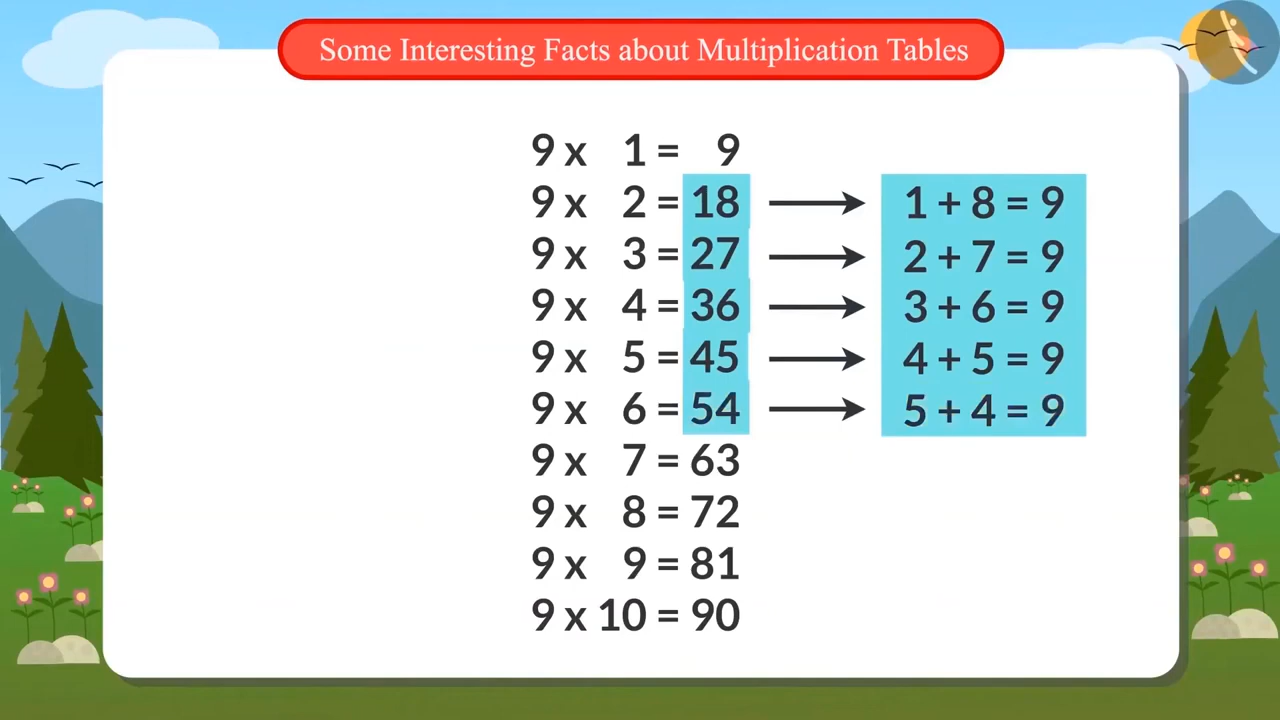 Some Interesting Facts about Multiplication Tables
9 x 1 = 9
9 x 2 = 18 → 1 + 8 = 9
9 x 3 = 27 → 2 + 7 = 9
9 x 4 = 36 → 3 + 6 = 9
9 x 5 = 45 → 4 + 5 = 9
9 x 6 = 54 → 5 + 4 = 9
9 x 7 = 63
9 x 8 = 72
9 x 9 = 81
9 x 10 = 90